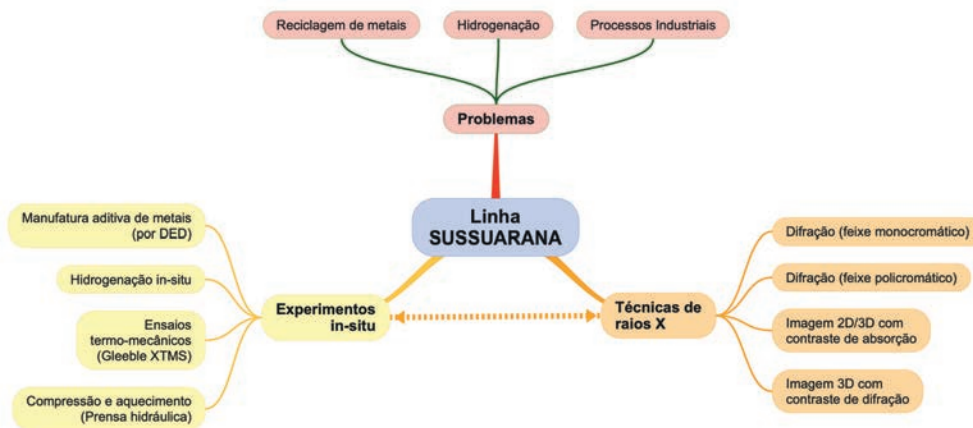 Reciclagem de metais
Hidrogenação
Processos Industriais
Problemas
Linha
SUSSUARANA
Manufatura aditiva de metais
(por DED)
Hidrogenação in-situ
Ensaios
termo-mecânicos
(Gleeble XTMS)
Compressão e aquecimento
(Prensa hidráulica)
Experimentos
in-situ
Técnicas de
raios X
Difração (feixe monocromático)
Difração (feixe policromático)
Imagem 2D/3D com
contraste de absorção
Imagem 3D com
contraste de difração